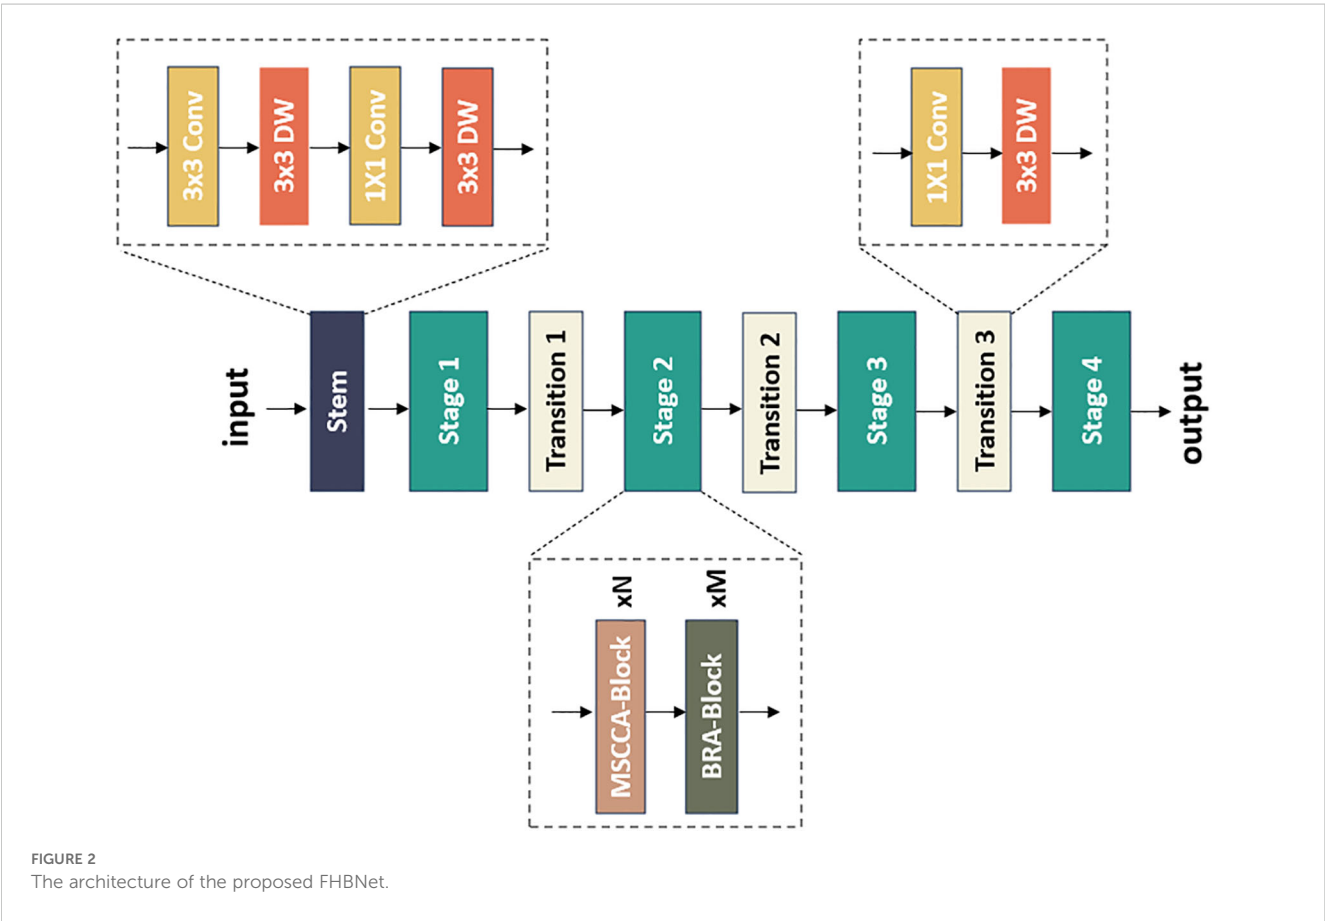 3x3 Conv
3x3 DW
1X1 Conv
3x3 DW
1X1 Conv
3x3 DW
input
Stem
Stage 1
Transition 1
Stage 2
Transition 2
Stage 3
Transition 3
Stage 4
output
MSCCA-Block
xN
BRA-Block
xM
FIGURE 2
The architecture of the proposed FHBNet.